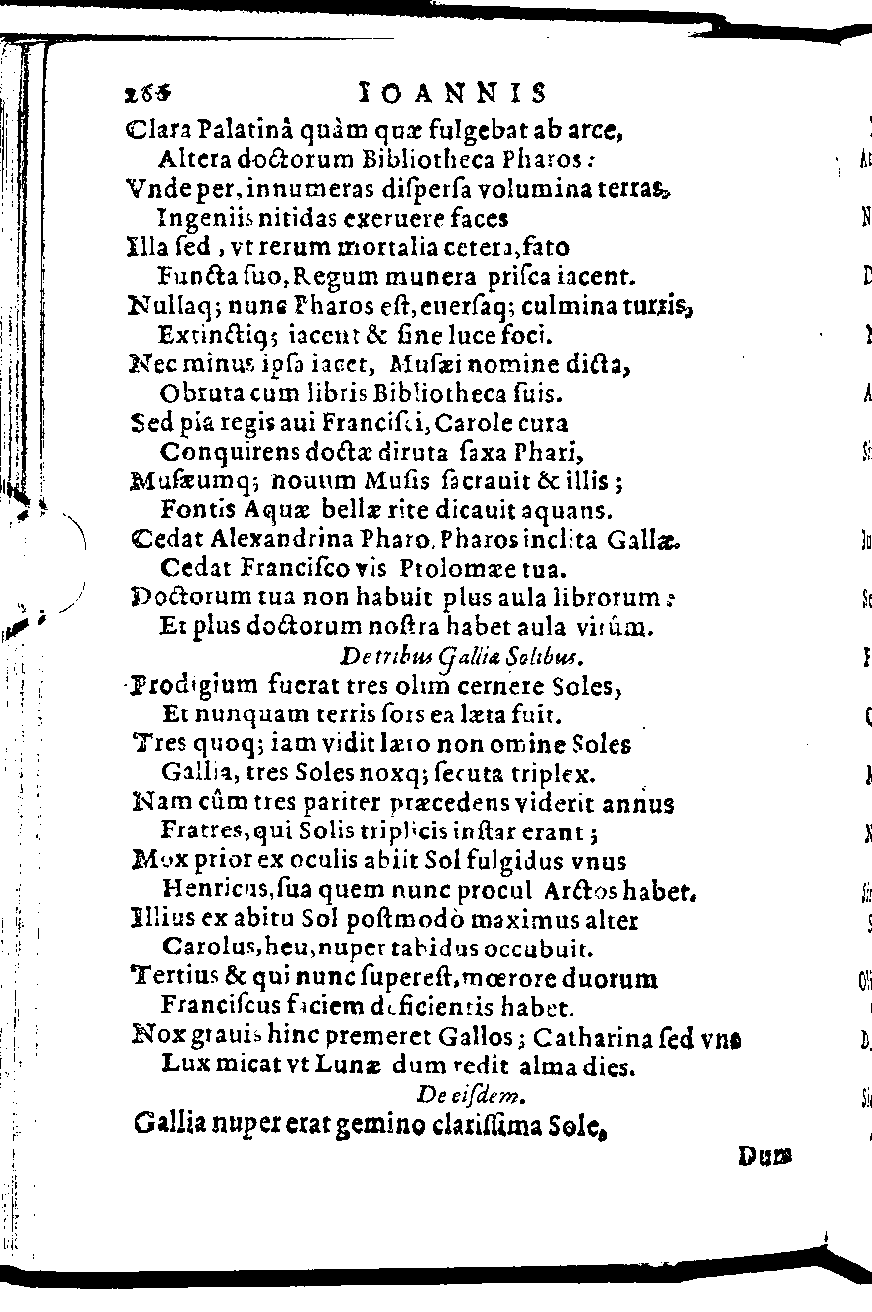 266 IOANNIS
Clara Palatinâ quàm quæ fulgebat ab arce,
Altera doctorum Bibliotheca Pharos:
Vnde per, innumeras diſperſa volumina terras,
Ingeniis nitidas exeruere faces
Illa ſed, vt rerum mortalia cetera, fato
Functa ſuo, Regum munera priſca iacent.
Nullaq; nunc Pharos eſt, euerſaq; culmina turris,
Extinctiq; iacent & ſine luce foci.
Nec minus ipſa iacet, Muſæi nomine dicta,
Obruta cum libris Bibliotheca ſuis.
Sed pia regis aui Franciſci, Carole cura
Conquirens doctæ diruta ſaxa Phari,
Muſæumq; nouum Muſis ſacrauit & illis;
Fontis Aquæ bellæ rite dicauit aquans.
Cedat Alexandrina Pharo, Pharos inclita Gallæ.
Cedat Franciſco vis Ptolomæe tua.
Doctorum tua non habuit plus aula librorum:
Et plus doctorum noſtra habet aula virûm.
De tribus Gallia Solibus.
Prodigium fuerat tres olim cernere Soles,
Et nunquam terris ſors ea læta fuit.
Tres quoq; iam vidit læto non omine Soles
Gallia, tres Soles noxq; ſecuta triplex.
Nam cûm tres pariter præcedens viderit annus
Fratres, qui Solis triplicis inſtar erant;
Mox prior ex oculis abiit Sol fulgidus vnus
Henricus, ſua quem nunc procul Arctos habet.
Illius ex abitu Sol poſtmodò maximus alter
Carolus, heu, nuper tabidus occubuit.
Tertius & qui nunc ſupereſt, mœrore duorum
Franciſcus faciem deficientis habet.
Nox grauis hinc premeret Gallos; Catharina ſed vna
Lux micat vt Lunæ dum redit alma dies.
De eiſdem.
Gallia nuper erat gemino clariſſima Sole,
Dum